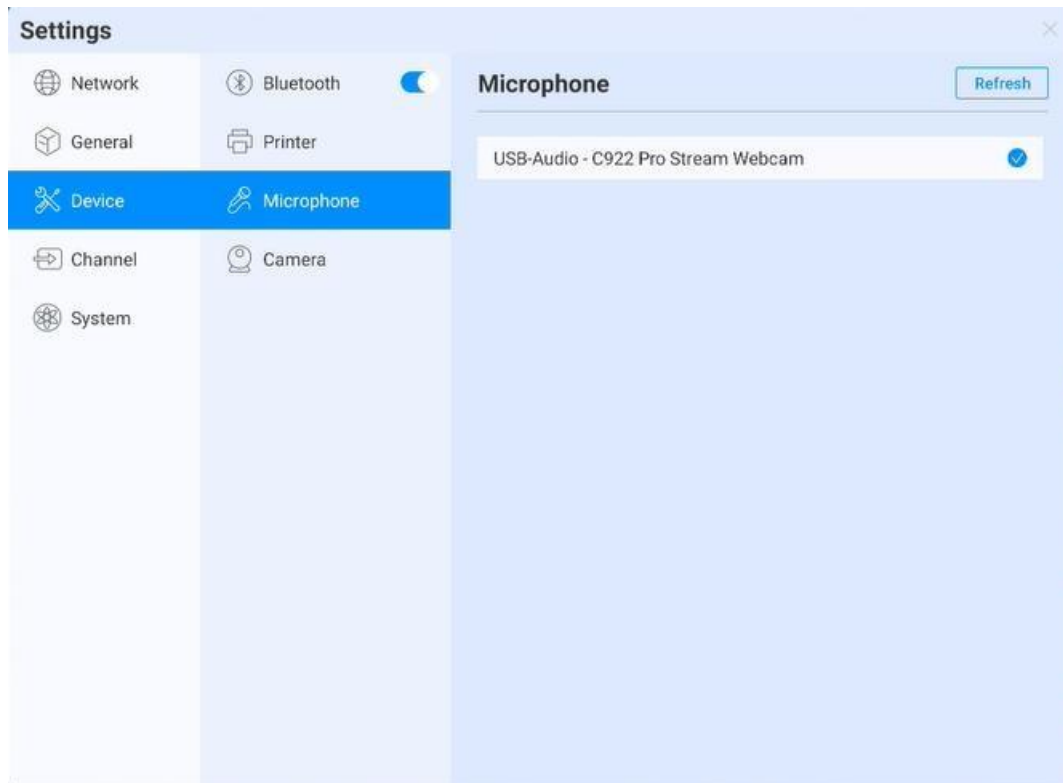 Settings
Network
General
Device
Channel
System
Bluetooth
Printer
Microphone
Camera
Microphone
Refresh
USB-Audio - C922 Pro Stream Webcam